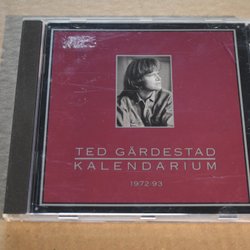 TED GÄRDESTAD
KALENDARIUM
1972-93